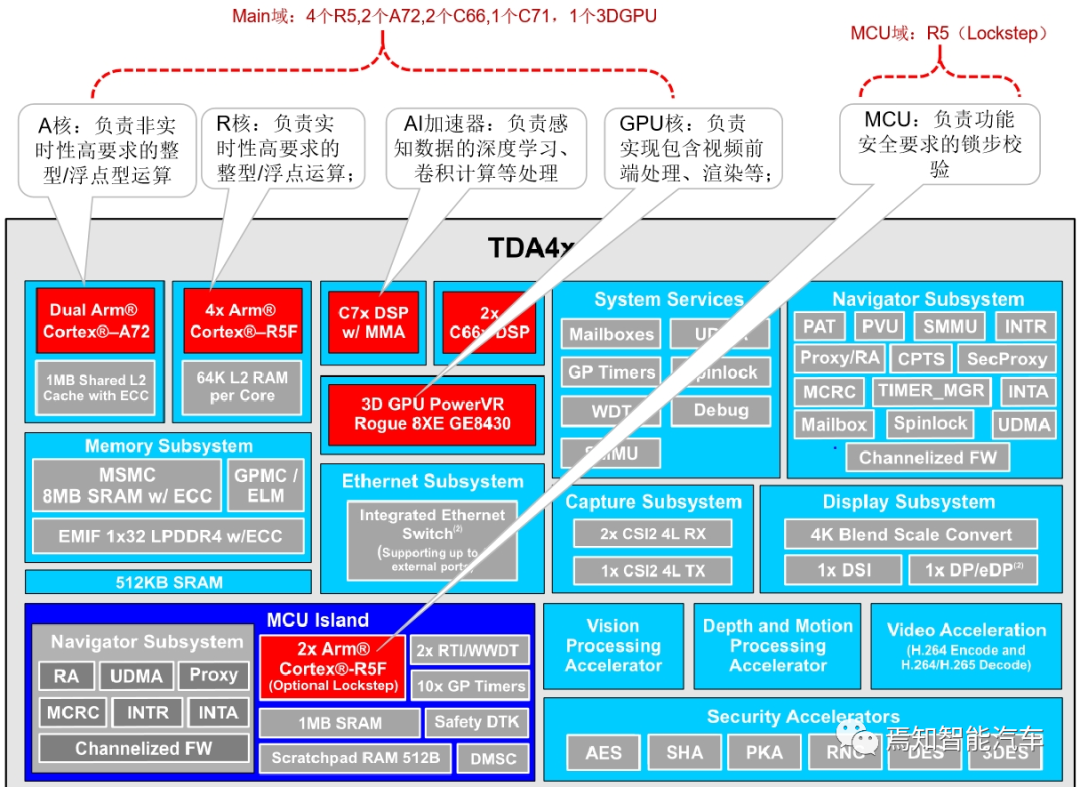 Main域：4个R5,2个A72,2个C66,1个C71，1个3DGPU
MCU域：R5（Lockstep）
A核：负责非实
时性高要求的整
型/浮点型运算
R核：负责实
时性高要求的
整型/浮点运算；
AI加速器：负责感
知数据的深度学习、
卷积计算等处理
GPU核：负责
实现包含视频前
端处理、渲染等；
MCU：负责功能
安全要求的锁步校
验
TDA4x
Dual Arm®
Cortex®–A72
1MB Shared L2
Cache with ECC
4x Arm®
Cortex®–R5F
64K L2 RAM
per Core
C7x DSP
w/ MMA
2x
C66x DSP
3D GPU PowerVR
Rogue 8XE GE8430
System Services
Mailboxes
GP Timers
Spinlock
WDT
Debug
SMMU
Navigator Subsystem
PAT
PVU
SMMU
INTR
Proxy/RA
CPTS
SecProxy
MCRC
TIMER_MGR
INTA
Mailbox
Spinlock
UDMA
Channelized FW
Memory Subsystem
MSMC
8MB SRAM w/ ECC
GPMC /
ELM
EMIF 1x32 LPDDR4 w/ECC
512KB SRAM
Ethernet Subsystem
Integrated Ethernet
Switch(2)
(Supporting up to
external ports)
Capture Subsystem
2x CSI2 4L RX
1x CSI2 4L TX
Display Subsystem
4K Blend Scale Convert
1x DSI
1x DP/eDP(2)
MCU Island
Navigator Subsystem
RA
UDMA
Proxy
MCRC
INTR
INTA
Channelized FW
2x Arm®
Cortex®-R5F
(Optional Lockstep)
2x RTI/WWDT
10x GP Timers
1MB SRAM
Safety DTK
Scratchpad RAM 512B
DMSC
Vision
Processing
Accelerator
Depth and Motion
Processing
Accelerator
Video Acceleration
(H.264 Encode and
H.264/H.265 Decode)
Security Accelerators
AES
SHA
PKA
RNG
DES
3DES
焉知智能汽车